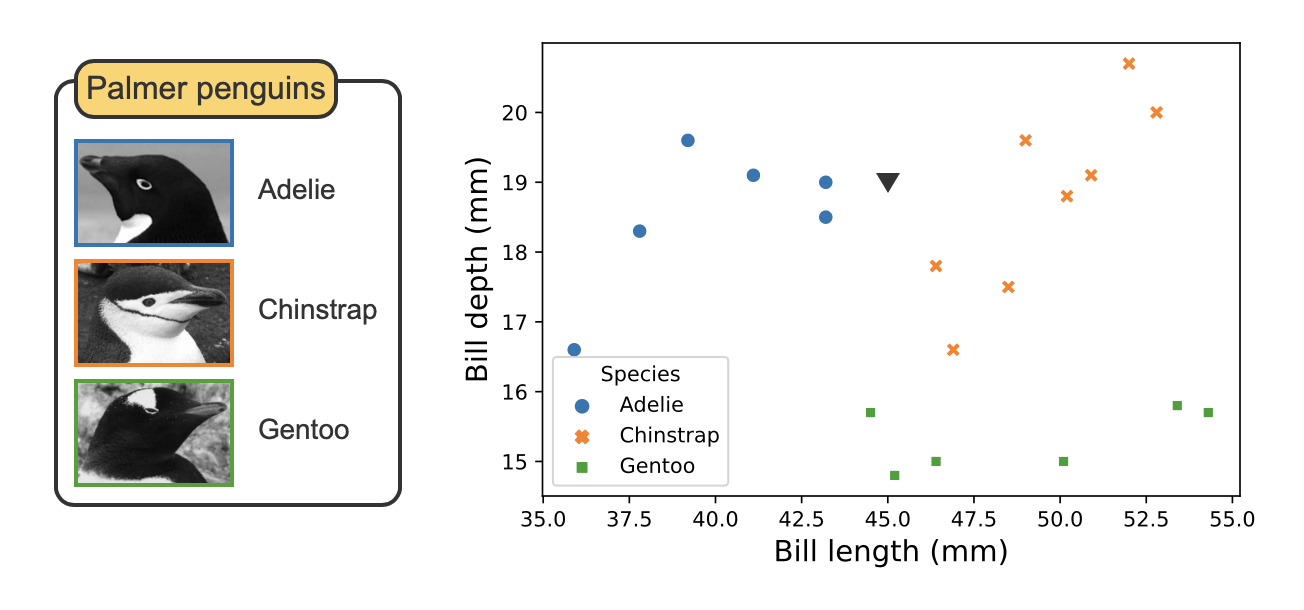 Palmer penguins
Adelie
Chinstrap
Gentoo
Bill depth (mm)
20
19
18
17
16
15
Species
Adelie
Chinstrap
Gentoo
35.0 37.5 40.0 42.5 45.0 47.5 50.0 52.5 55.0
Bill length (mm)